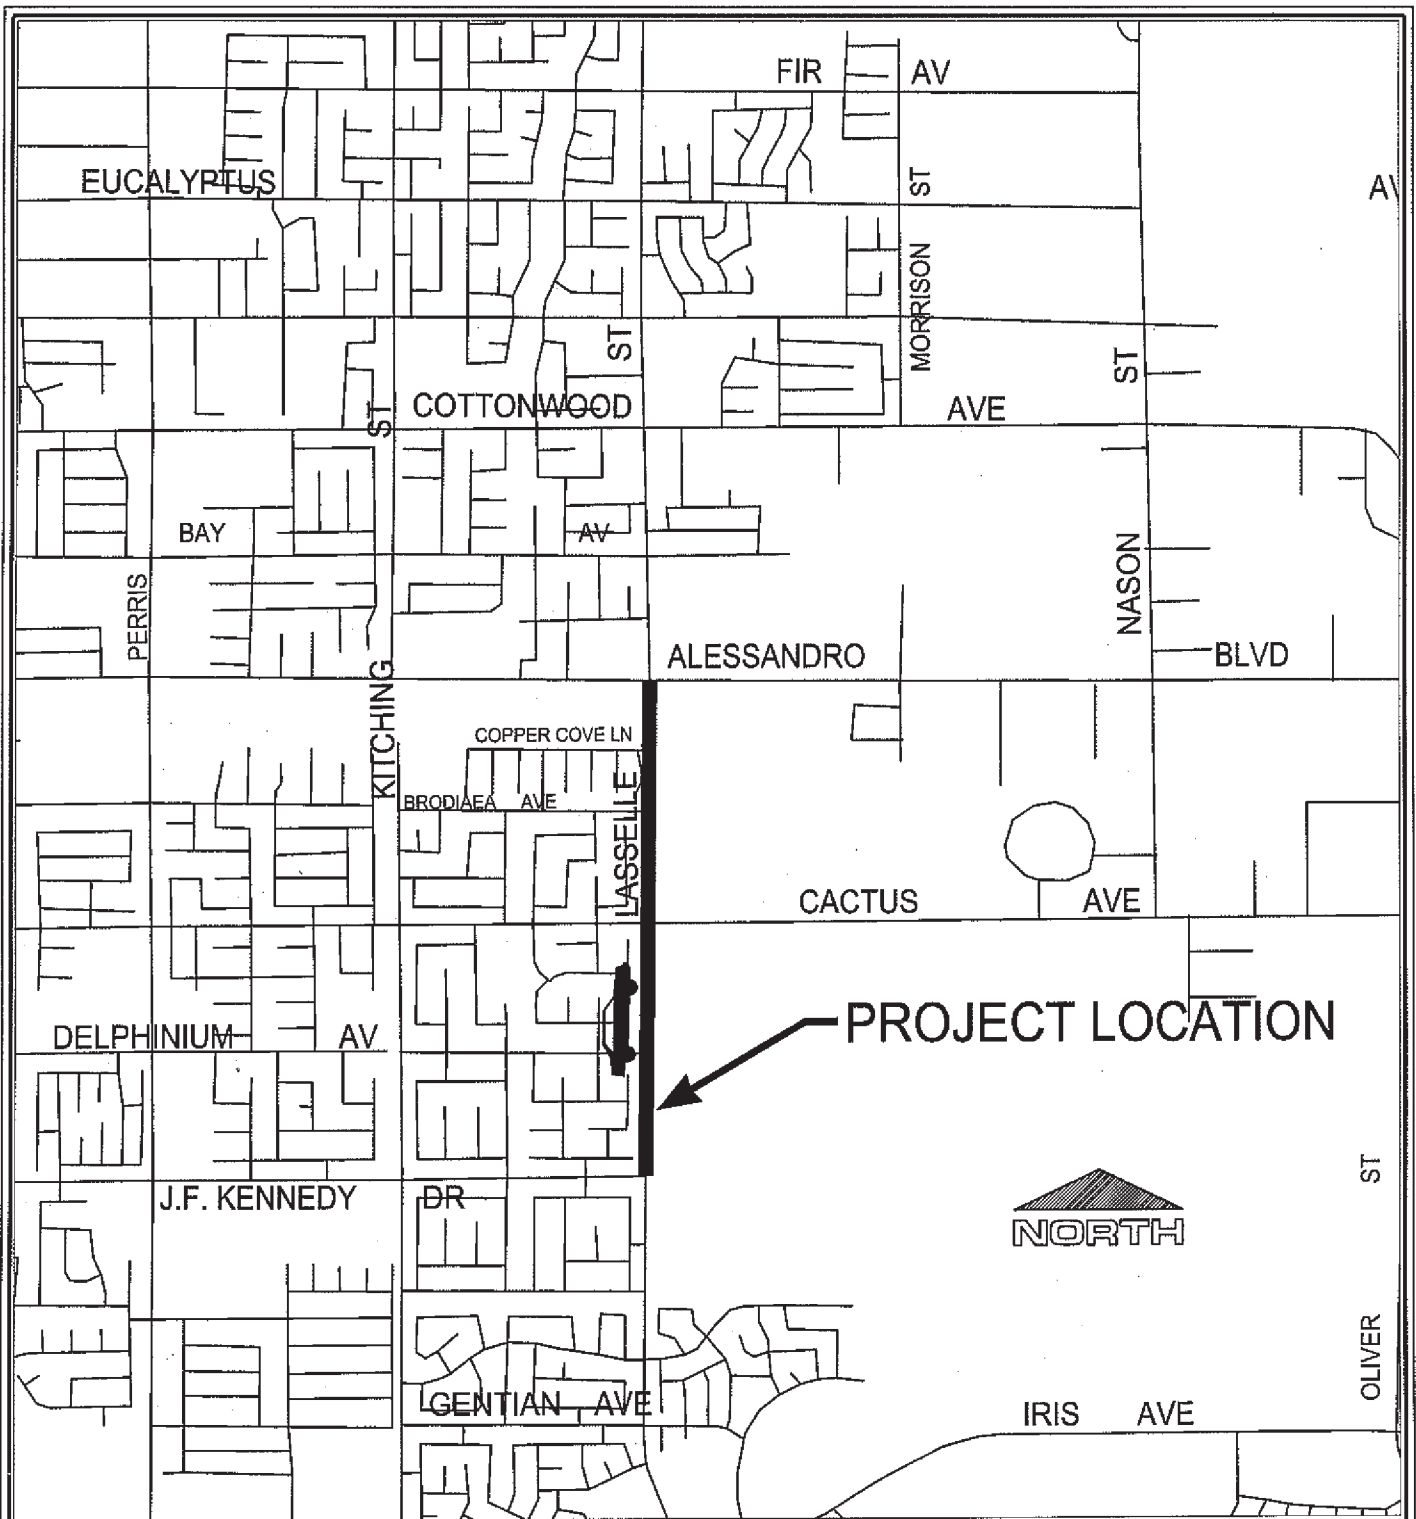 FIR AV
EUCALYPTUS
ST
AV
MORRISON
ST
ST
COTTONWOOD AVE
ST
BAY AV
NASON
PERRIS
ALESSANDRO BLVD
KITCHING
COPPER COVE LN
LASSELLE
BRODIAEA AVE
CACTUS AVE
PROJECT LOCATION
DELPHINIUM AV
ST
J.F. KENNEDY DR
NORTH
OLIVER
GENTIAN AVE
IRIS AVE